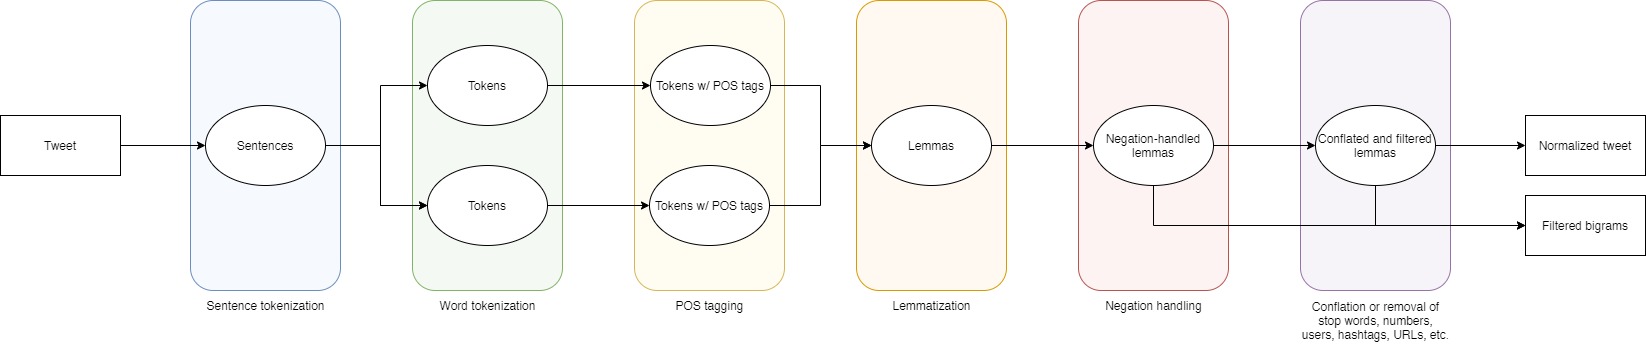 Tweet
Sentences
Tokens
Tokens
Tokens w/ POS tags
Tokens w/ POS tags
Lemmas
Negation-handled
lemmas
Conflated and filtered
lemmas
Normalized tweet
Filtered bigrams
Sentence tokenization
Word tokenization
POS tagging
Lemmatization
Negation handling
Conflation or removal of
stop words, numbers,
users, hashtags, URLs, etc.